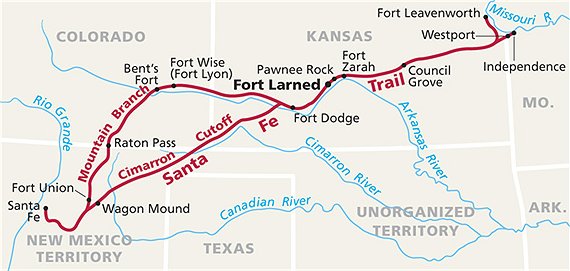 Fort Leavenworth
Missouri R
COLORADO
KANSAS
Westport
Independence
Bent's
Fort
Fort Wise
(Fort Lyon)
Pawnee Rock
Fort
Zarah
Fort Larned
Trail
Council
Grove
MO.
Rio
Grande
Mountain Branch
Fort Dodge
Fe
Arkansas
River
Raton Pass
Cimarron
Cutoff
Santa
Cimarron
River
Fort Union
Santa
Fe
Wagon Mound
Canadian River
UNORGANIZED
TERRITORY
ARK.
NEW MEXICO
TERRITORY
TEXAS